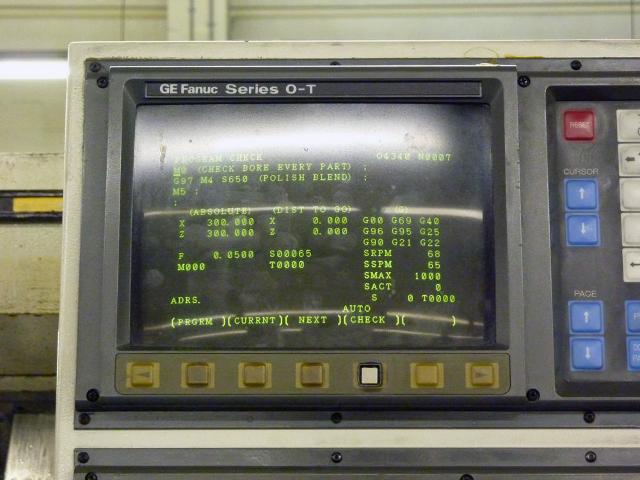 GE Fanuc Series O-T
PROGRAM CHECK O4340 N0007
M0 (CHECK BORE EVERY PART) ;
G97 M4 S650 (POLISH BLEND) ;
M5 ;
;
(ABSOLUTE) (DIST TO GO) (G)
X 300.000 X 0.000 G00 G69 G40
Z 300.000 Z 0.000 G96 G95 G25
G90 G21 G22
F 0.0500 S00065 SRPM 68
M000 T0000 SSPM 65
SMAX 1000
SACT 0
ADRS. S 0 T0000
AUTO
(PRGRM )(CURRNT)( NEXT )(CHECK )( )
RESET
CURSOR
PAGE